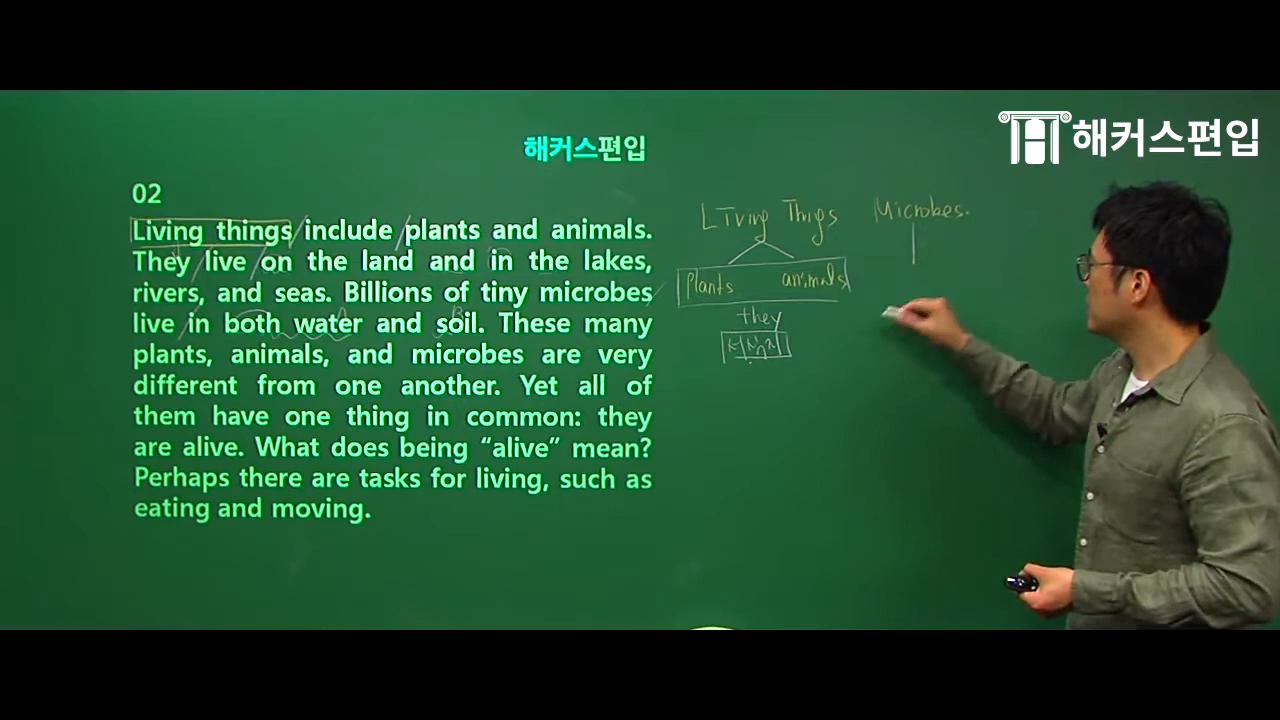 해커스편입
해커스편입
02
Living things include plants and animals.
They live on the land and in the lakes,
rivers, and seas. Billions of tiny microbes
live in both water and soil. These many
plants, animals, and microbes are very
different from one another. Yet all of
them have one thing in common: they
are alive. What does being “alive” mean?
Perhaps there are tasks for living, such as
eating and moving.
Living Things Microbes.
Plants animals
they